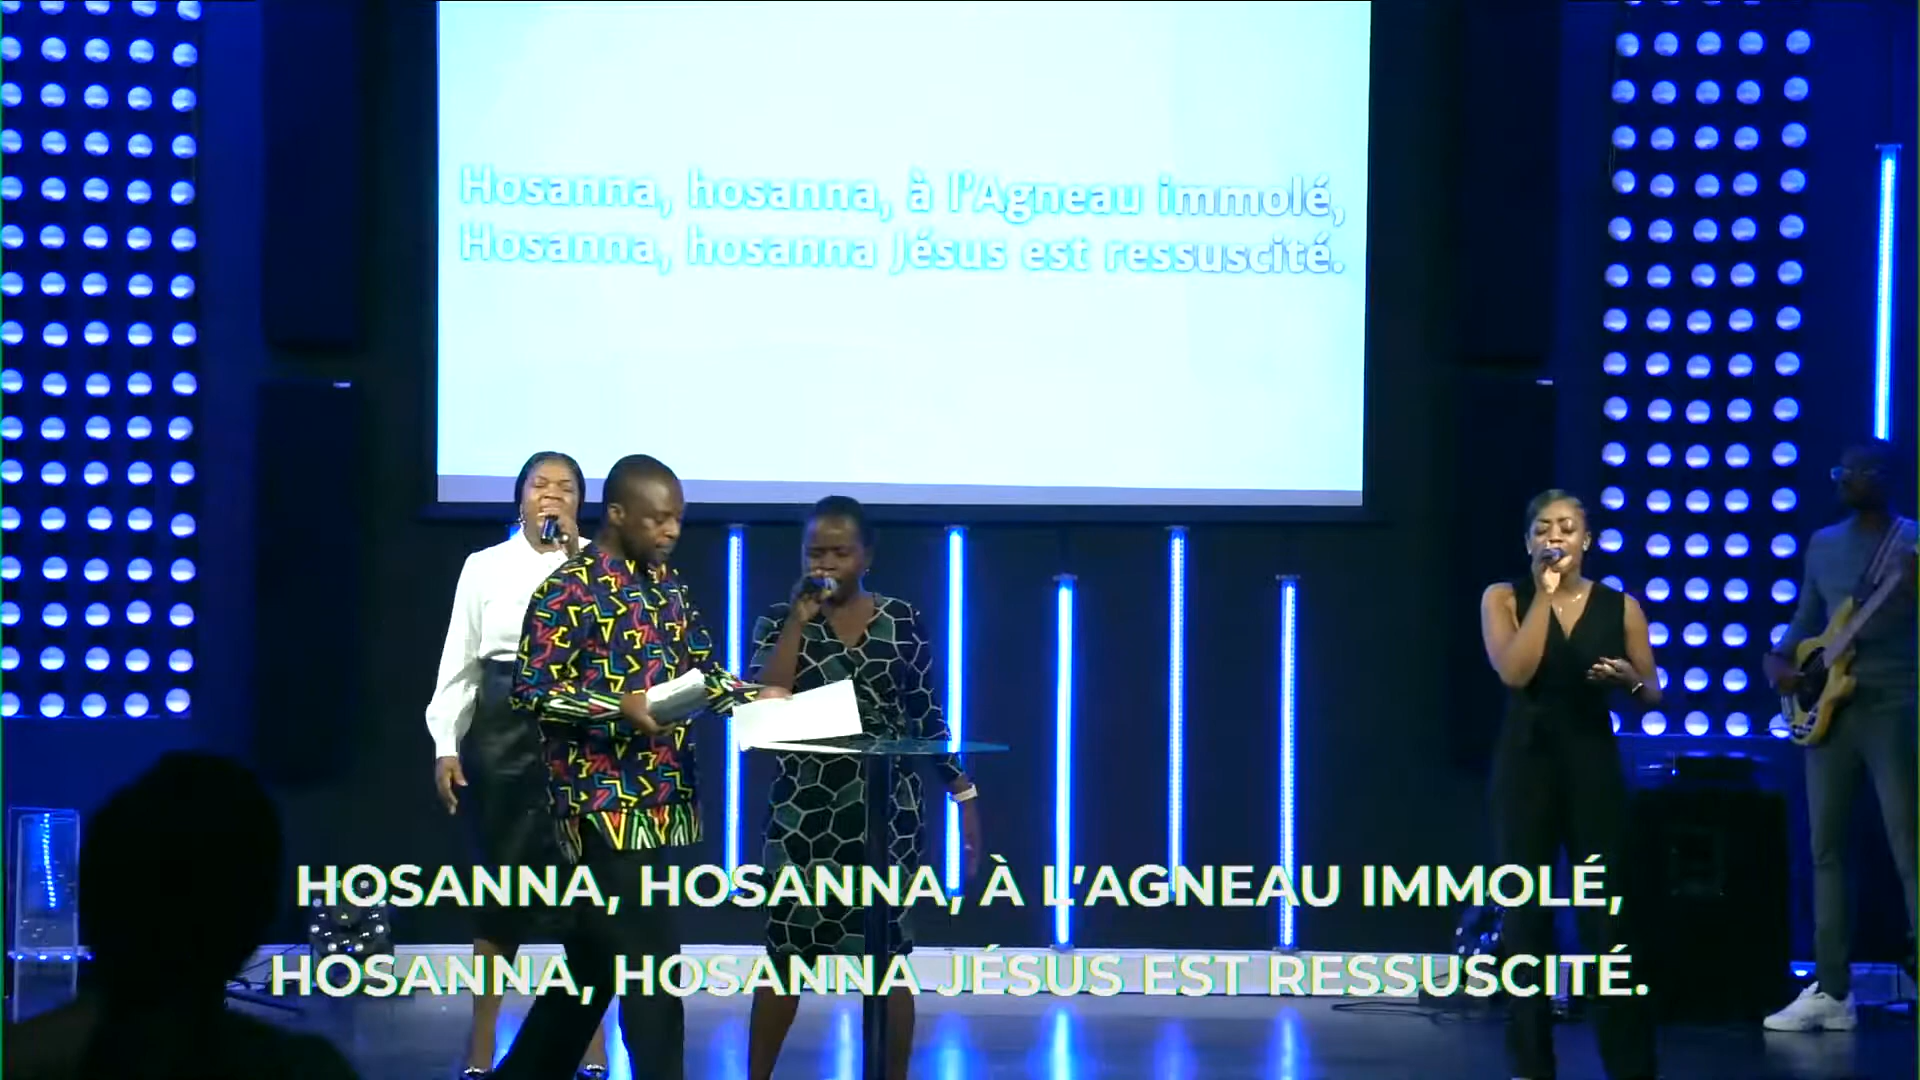 Hosanna, hosanna, à l'Agneau immolé,
Hosanna, hosanna Jésus est ressuscité.
HOSANNA, HOSANNA, À L'AGNEAU IMMOLÉ,
HOSANNA, HOSANNA JÉSUS EST RESSUSCITÉ.